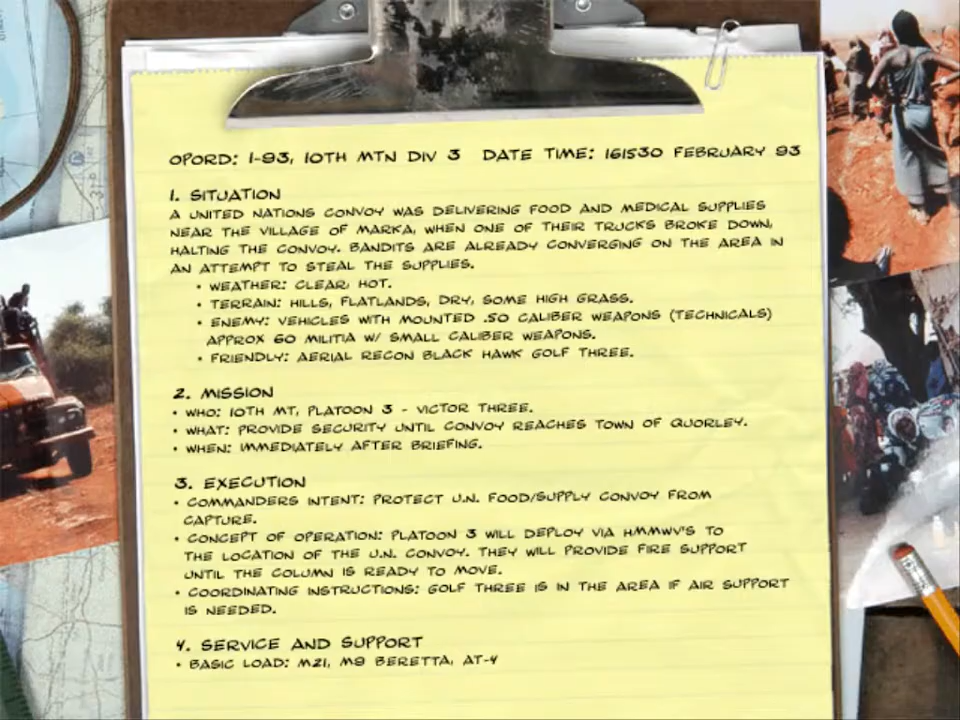 OPORD: 1-93, 10TH MTN DIV 3 DATE TIME: 161530 FEBRUARY 93
1. SITUATION
A UNITED NATIONS CONVOY WAS DELIVERING FOOD AND MEDICAL SUPPLIES
NEAR THE VILLAGE OF MARKA, WHEN ONE OF THEIR TRUCKS BROKE DOWN,
HALTING THE CONVOY. BANDITS ARE ALREADY CONVERGING ON THE AREA IN
AN ATTEMPT TO STEAL THE SUPPLIES.
• WEATHER: CLEAR, HOT.
• TERRAIN: HILLS, FLATLANDS, DRY, SOME HIGH GRASS.
• ENEMY: VEHICLES WITH MOUNTED .50 CALIBER WEAPONS (TECHNICALS)
APPROX 60 MILITIA W/ SMALL CALIBER WEAPONS.
• FRIENDLY: AERIAL RECON BLACK HAWK GOLF THREE.
2. MISSION
• WHO: 10TH MT, PLATOON 3 - VICTOR THREE.
• WHAT: PROVIDE SECURITY UNTIL CONVOY REACHES TOWN OF QUORLEY.
• WHEN: IMMEDIATELY AFTER BRIEFING.
3. EXECUTION
• COMMANDERS INTENT: PROTECT U.N. FOOD/SUPPLY CONVOY FROM
CAPTURE.
• CONCEPT OF OPERATION: PLATOON 3 WILL DEPLOY VIA HMMWV'S TO
THE LOCATION OF THE U.N. CONVOY. THEY WILL PROVIDE FIRE SUPPORT
UNTIL THE COLUMN IS READY TO MOVE.
• COORDINATING INSTRUCTIONS: GOLF THREE IS IN THE AREA IF AIR SUPPORT
IS NEEDED.
4. SERVICE AND SUPPORT
• BASIC LOAD: M21, M9 BERETTA, AT-4